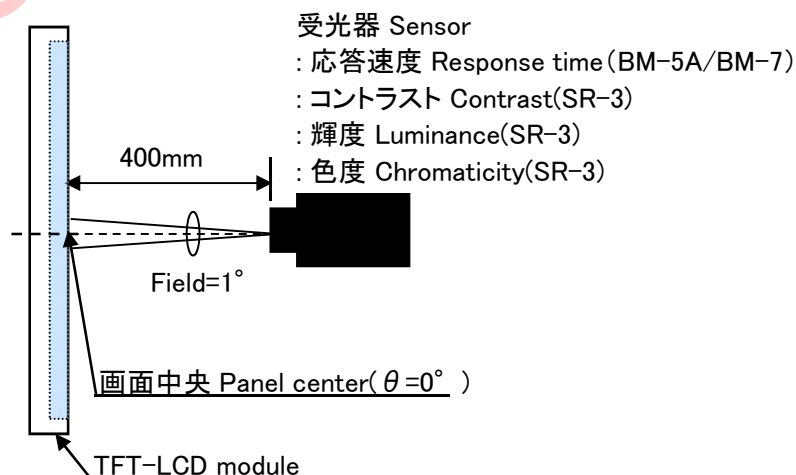 受光器 Sensor
: 応答速度 Response time(BM-5A/BM-7)
: コントラスト Contrast(SR-3)
: 輝度 Luminance(SR-3)
: 色度 Chromaticity(SR-3)
400mm
Field=1°
画面中央 Panel center(θ=0° )
TFT-LCD module